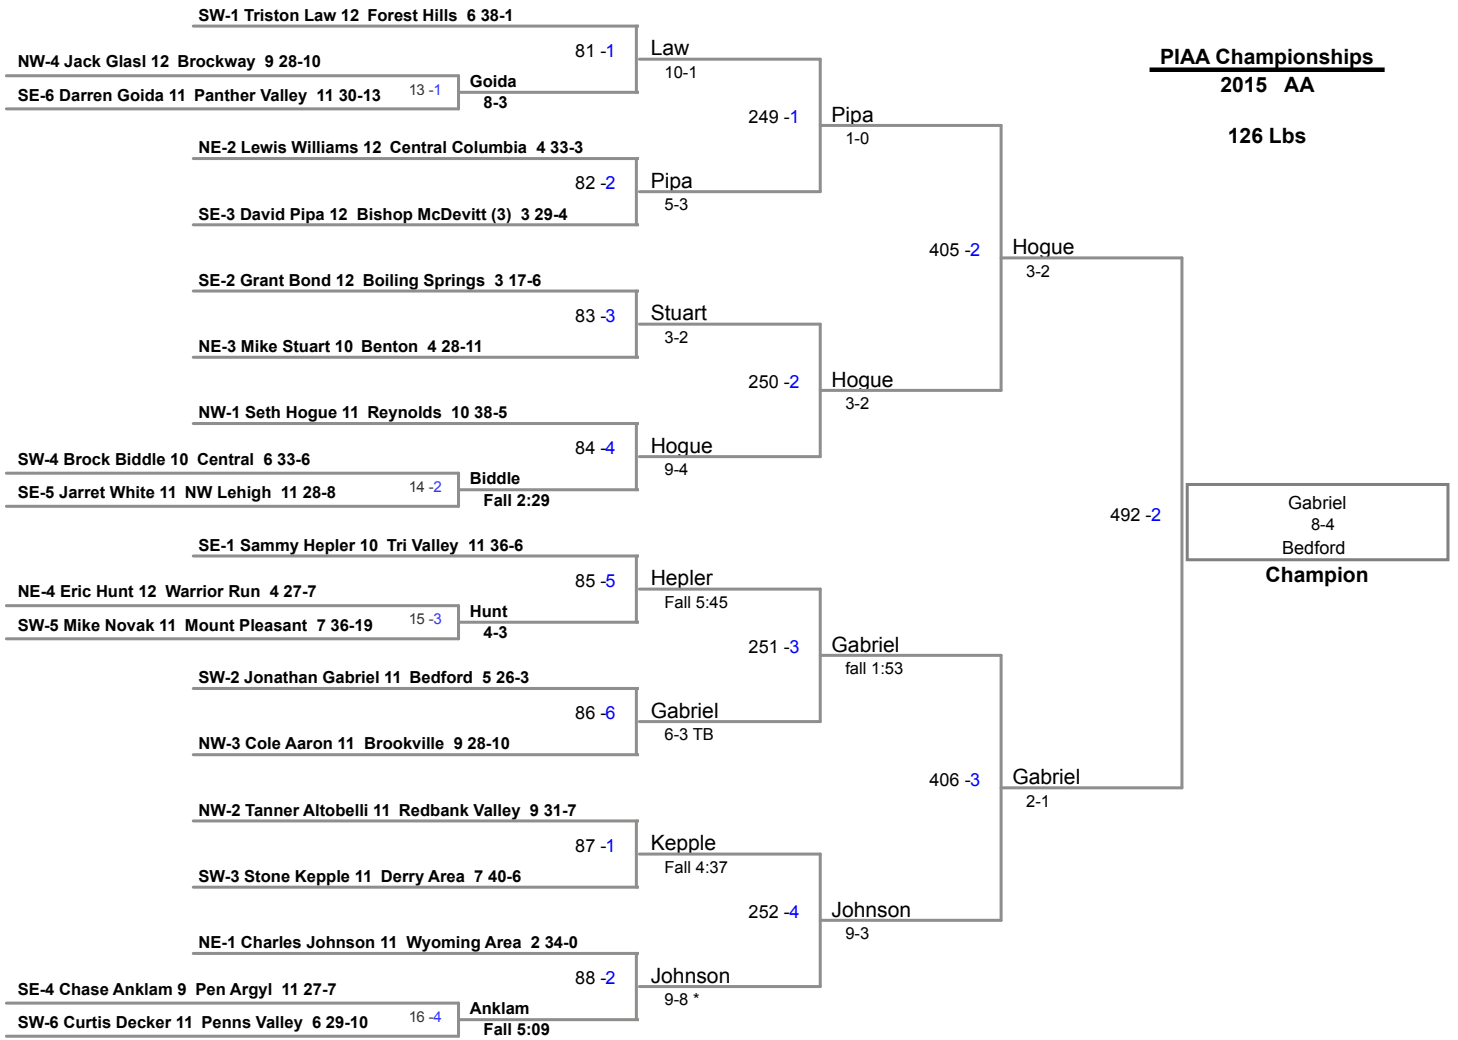 SW-1 Triston Law 12 Forest Hills 6 38-1
81 -1
Law
10-1
NW-4 Jack Glasl 12 Brockway 9 28-10
13 -1
Goida
8-3
SE-6 Darren Goida 11 Panther Valley 11 30-13
PIAA Championships
2015 AA
126 Lbs
249 -1
Pipa
1-0
NE-2 Lewis Williams 12 Central Columbia 4 33-3
82 -2
Pipa
5-3
SE-3 David Pipa 12 Bishop McDevitt (3) 3 29-4
405 -2
Hogue
3-2
SE-2 Grant Bond 12 Boiling Springs 3 17-6
83 -3
Stuart
3-2
NE-3 Mike Stuart 10 Benton 4 28-11
250 -2
Hogue
3-2
NW-1 Seth Hogue 11 Reynolds 10 38-5
84 -4
Hogue
9-4
SW-4 Brock Biddle 10 Central 6 33-6
14 -2
Biddle
Fall 2:29
SE-5 Jarret White 11 NW Lehigh 11 28-8
492 -2
Gabriel
8-4
Bedford
Champion
SE-1 Sammy Hepler 10 Tri Valley 11 36-6
85 -5
Hepler
Fall 5:45
NE-4 Eric Hunt 12 Warrior Run 4 27-7
15 -3
Hunt
4-3
SW-5 Mike Novak 11 Mount Pleasant 7 36-19
251 -3
Gabriel
fall 1:53
SW-2 Jonathan Gabriel 11 Bedford 5 26-3
86 -6
Gabriel
6-3 TB
NW-3 Cole Aaron 11 Brookville 9 28-10
406 -3
Gabriel
2-1
NW-2 Tanner Altobelli 11 Redbank Valley 9 31-7
87 -1
Kepple
Fall 4:37
SW-3 Stone Kepple 11 Derry Area 7 40-6
252 -4
Johnson
9-3
NE-1 Charles Johnson 11 Wyoming Area 2 34-0
88 -2
Johnson
9-8 *
SE-4 Chase Anklam 9 Pen Argyl 11 27-7
16 -4
Anklam
Fall 5:09
SW-6 Curtis Decker 11 Penns Valley 6 29-10